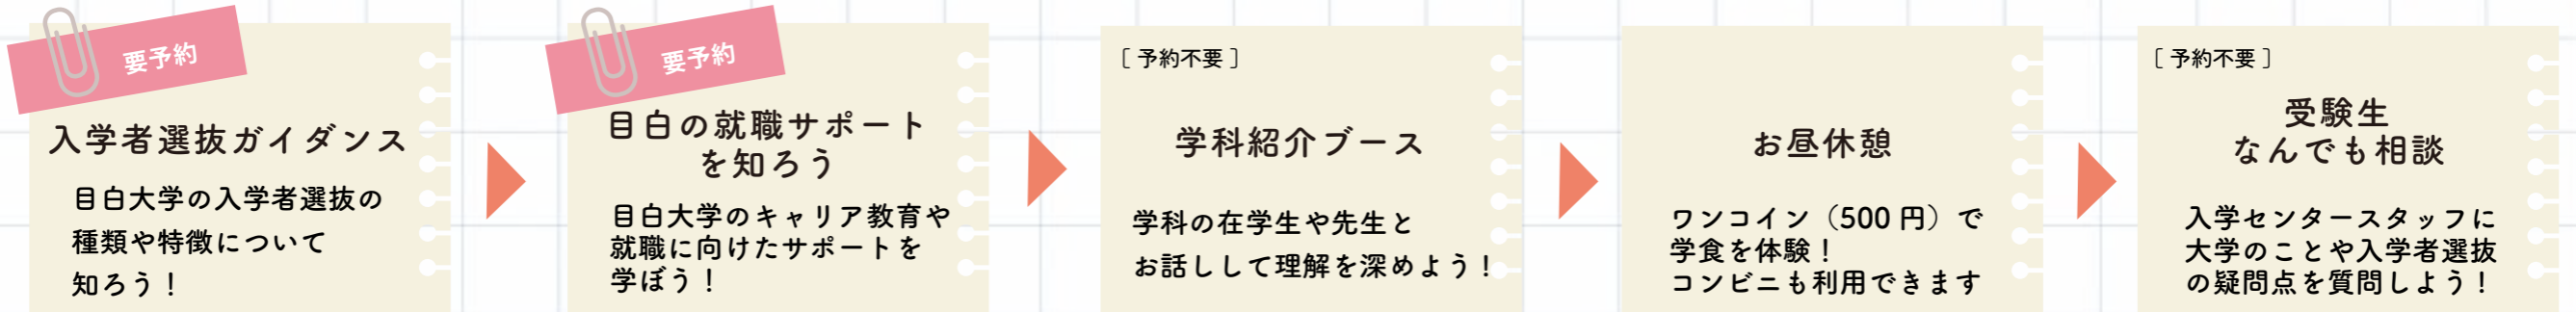 要予約
入学者選抜ガイダンス
目白大学の入学者選抜の
種類や特徴について
知ろう！
要予約
目白の就職サポート
を知ろう
目白大学のキャリア教育や
就職に向けたサポートを
学ぼう！
［ 予約不要 ］
学科紹介ブース
学科の在学生や先生と
お話しして理解を深めよう！
お昼休憩
ワンコイン（500 円）で
学食を体験！
コンビニも利用できます
［ 予約不要 ］
受験生
なんでも相談
入学センタースタッフに
大学のことや入学者選抜
の疑問点を質問しよう！